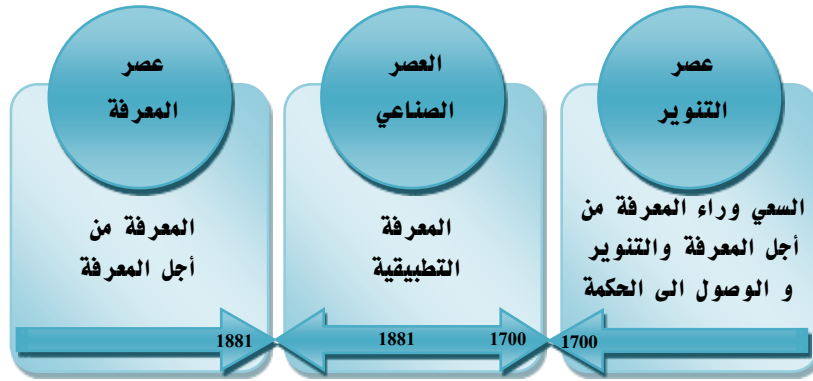 عصر
التنوير
السعي وراء المعرفة من
أجل المعرفة والتنوير
و الوصول الى الحكمة
1700
العصر
الصناعي
المعرفة
التطبيقية
1700
1881
عصر
المعرفة
المعرفة من
أجل المعرفة
1881